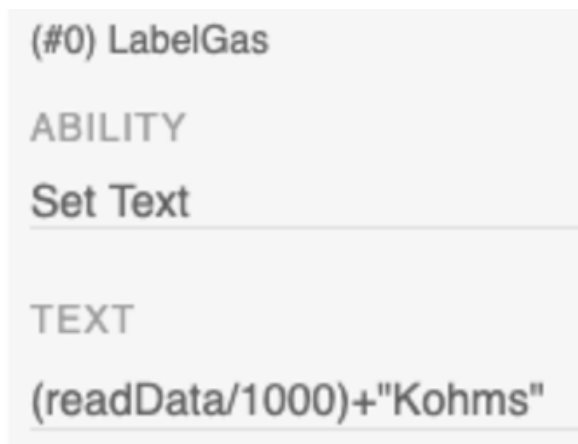 (#0) LabelGas
ABILITY
Set Text
TEXT
(readData/1000)+"Kohms"